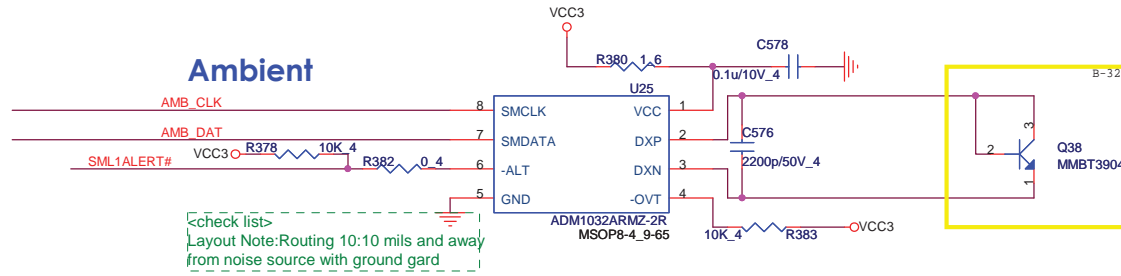 VCC3
C578
R380 1_6
0.1u/10V_4
B-32
Ambient
U25
AMB_CLK
8 SMCLK VCC 1
AMB_DAT
7 SMDATA DXP 2
C576
2200p/50V_4
3
2
Q38
MMBT3904
1
VCC3 R378 10K_4
SML1ALERT#
R382 0_4
6 -ALT DXN 3
5 GND -OVT 4
ADM1032ARMZ-2R
MSOP8-4_9-65
10K_4 R383 VCC3
<check list>
Layout Note:Routing 10:10 mils and away
from noise source with ground gard